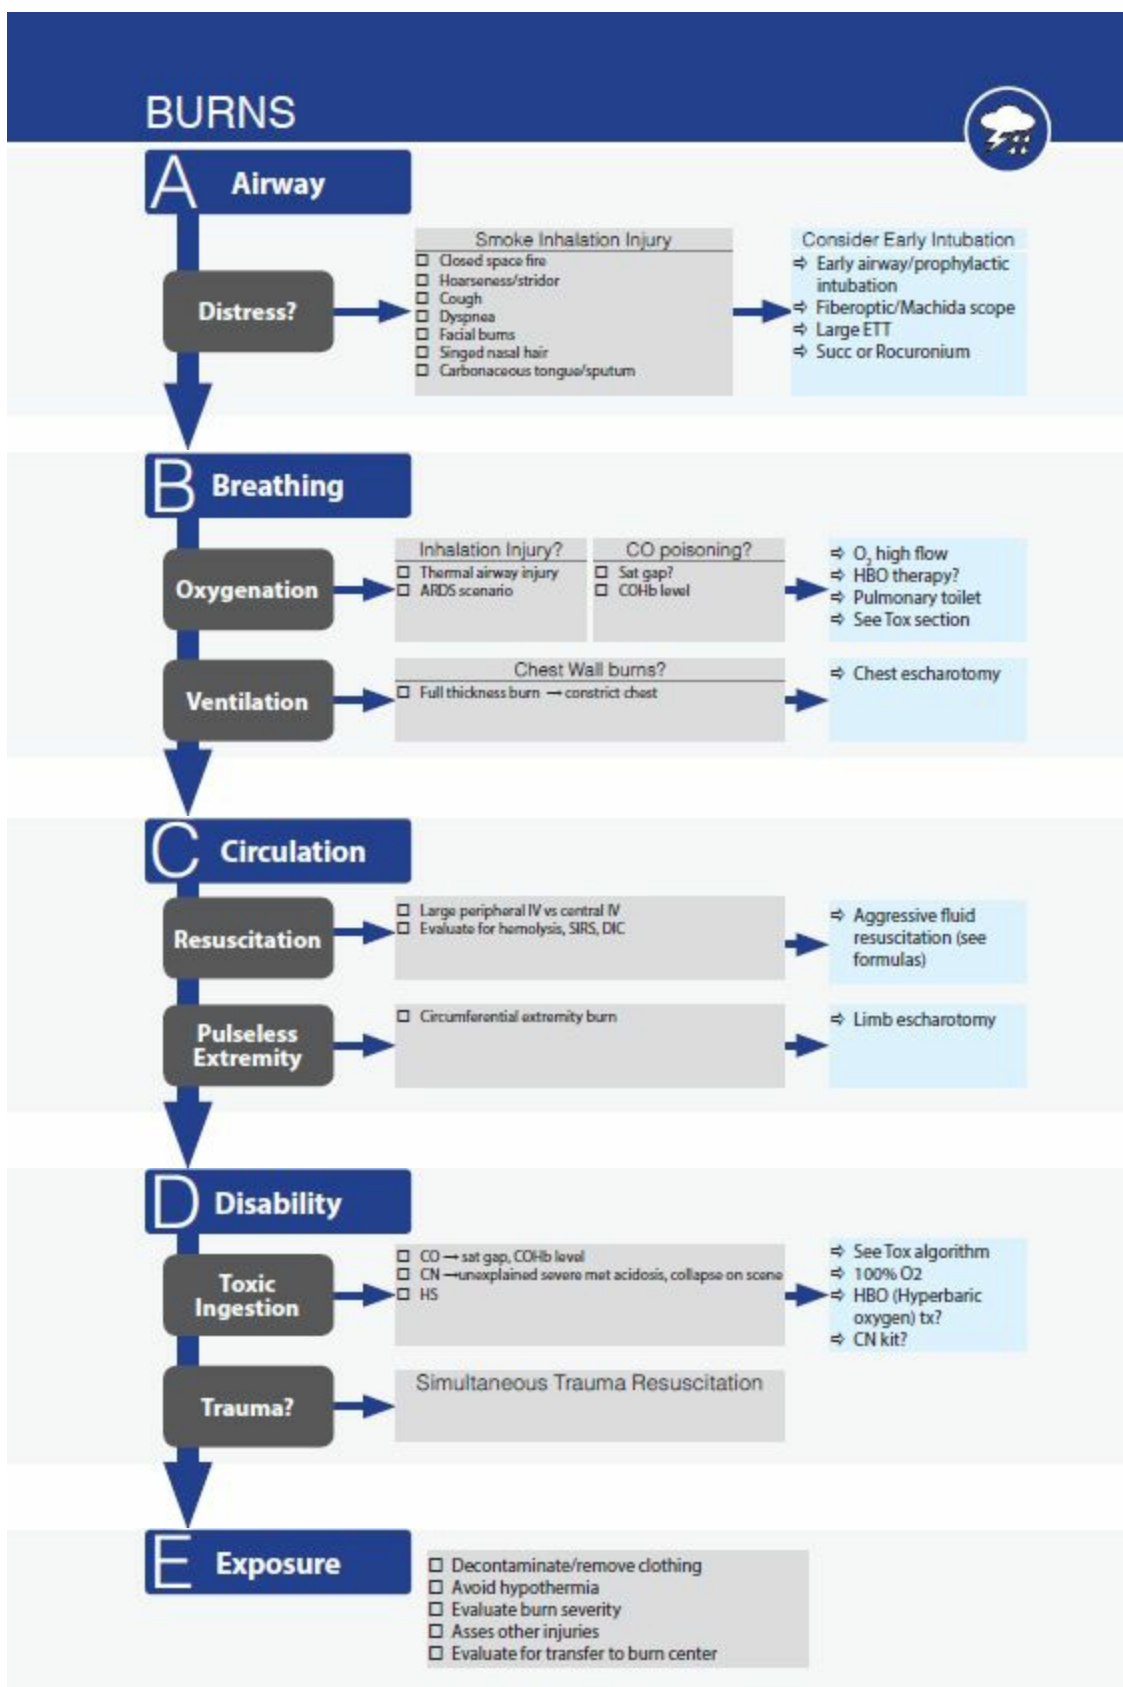 BURNS
A Airway
Distress?
Smoke Inhalation Injury
☐ Closed space fire
☐ Hoarseness/stridor
☐ Cough
☐ Dyspnea
☐ Facial burns
☐ Singed nasal hair
☐ Carbonaceous tongue/sputum
Consider Early Intubation
⇨ Early airway/prophylactic
intubation
⇨ Fiberoptic/Machida scope
⇨ Large ETT
⇨ Succ or Rocuronium
B Breathing
Oxygenation
Inhalation Injury?
☐ Thermal airway injury
☐ ARDS scenario
CO poisoning?
☐ Sat gap?
☐ COHb level
⇨ O₂ high flow
⇨ HBO therapy?
⇨ Pulmonary toilet
⇨ See Tox section
Ventilation
Chest Wall burns?
☐ Full thickness burn → constrict chest
⇨ Chest escharotomy
C Circulation
Resuscitation
☐ Large peripheral IV vs central IV
☐ Evaluate for hemolysis, SIRS, DIC
⇨ Aggressive fluid
resuscitation (see
formulas)
Pulseless
Extremity
☐ Circumferential extremity burn
⇨ Limb escharotomy
D Disability
Toxic
Ingestion
☐ CO → sat gap, COHb level
☐ CN →unexplained severe met acidosis, collapse on scene
☐ HS
⇨ See Tox algorithm
⇨ 100% O2
⇨ HBO (Hyperbaric
oxygen) tx?
⇨ CN kit?
Trauma?
Simultaneous Trauma Resuscitation
E Exposure
☐ Decontaminate/remove clothing
☐ Avoid hypothermia
☐ Evaluate burn severity
☐ Asses other injuries
☐ Evaluate for transfer to burn center